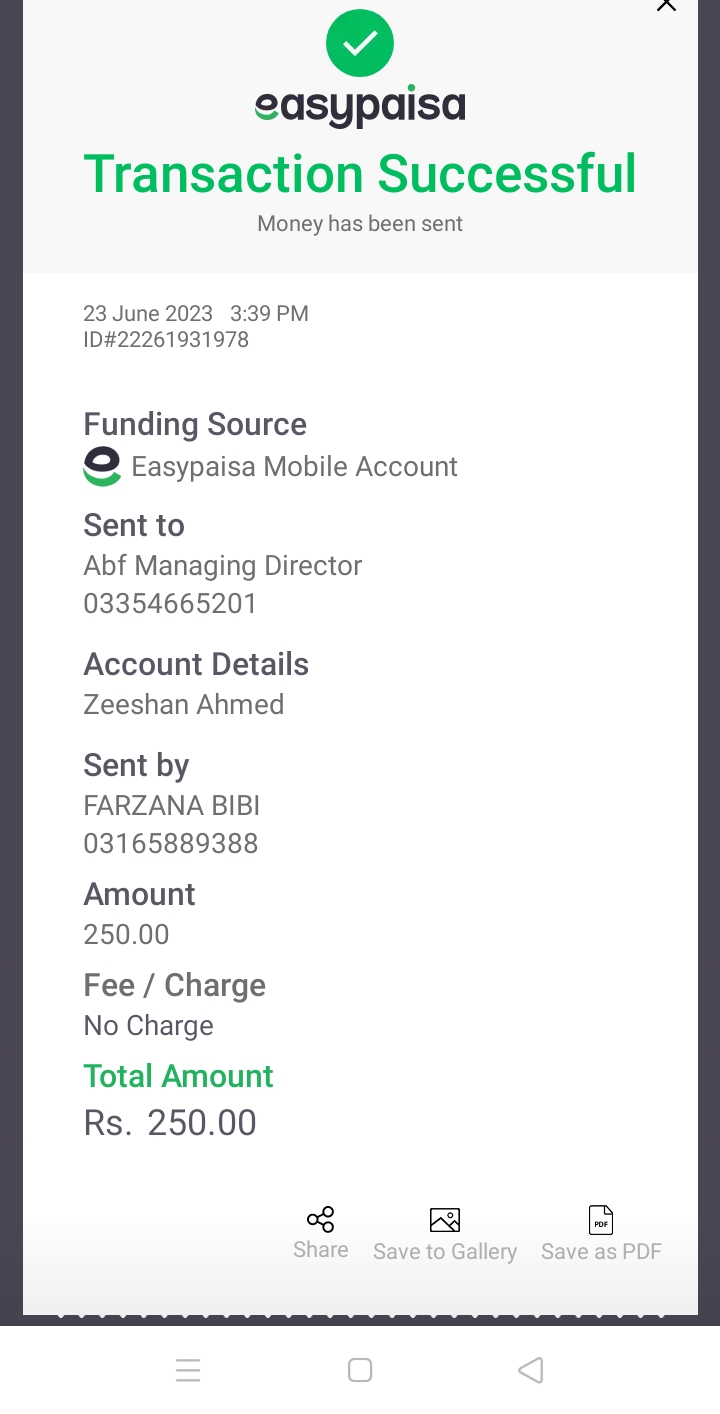 easypaisa
Transaction Successful
Money has been sent
23 June 2023 3:39 PM
ID#22261931978
Funding Source
Easypaisa Mobile Account
Sent to
Abf Managing Director
03354665201
Account Details
Zeeshan Ahmed
Sent by
FARZANA BIBI
03165889388
Amount
250.00
Fee / Charge
No Charge
Total Amount
Rs. 250.00
PDF
Share Save to Gallery Save as PDF